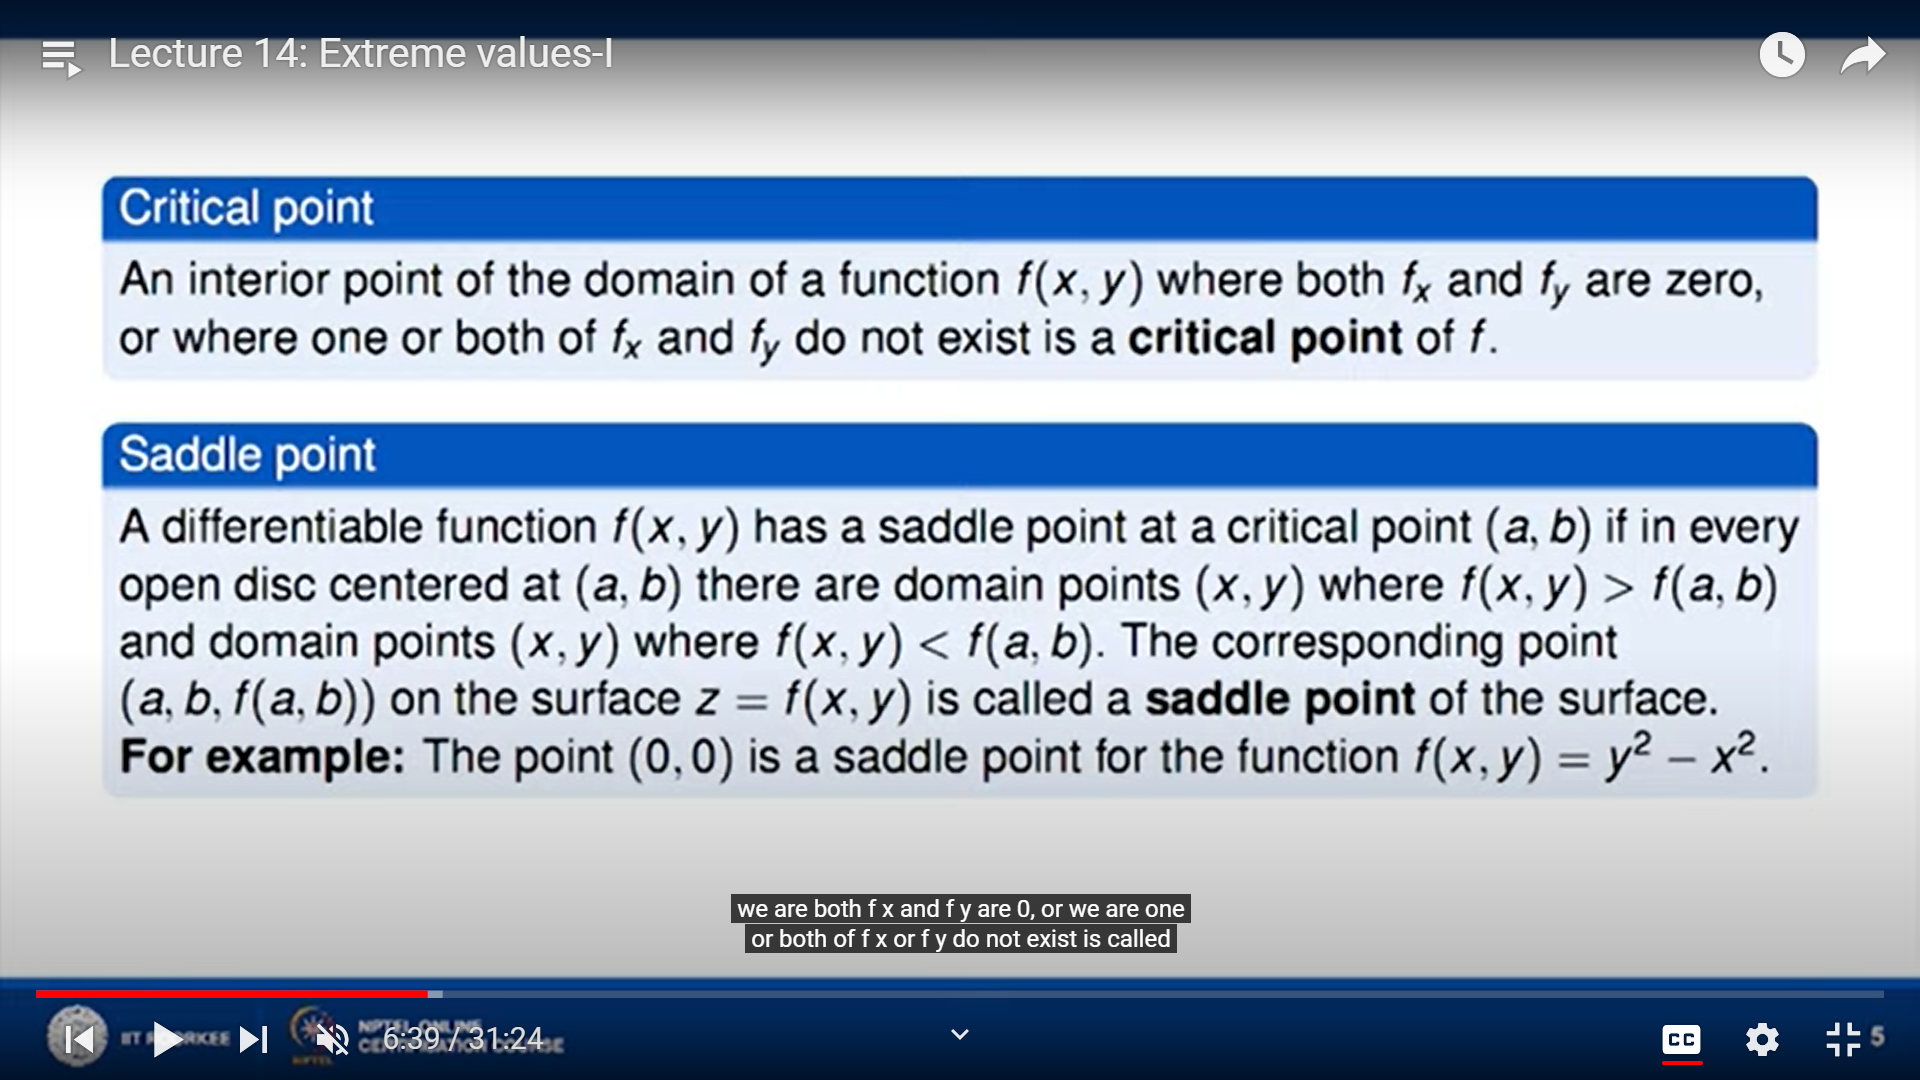 Lecture 14: Extreme values-I
Critical point
An interior point of the domain of a function f(x, y) where both fₓ and f_y are zero,
or where one or both of fₓ and f_y do not exist is a critical point of f.
Saddle point
A differentiable function f(x, y) has a saddle point at a critical point (a, b) if in every
open disc centered at (a, b) there are domain points (x, y) where f(x, y) > f(a, b)
and domain points (x, y) where f(x, y) < f(a, b). The corresponding point
(a, b, f(a, b)) on the surface z = f(x, y) is called a saddle point of the surface.
For example: The point (0, 0) is a saddle point for the function f(x, y) = y² − x².
we are both f x and f y are 0, or we are one
or both of f x or f y do not exist is called
IIT ROORKEE
NPTEL ONLINE
CERTIFICATION COURSE
6:39 / 31:24
CC
5